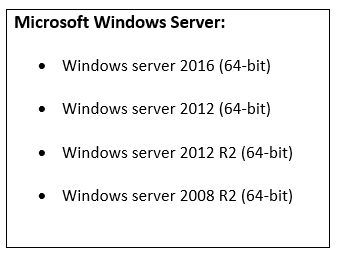 Microsoft Windows Server:
• Windows server 2016 (64-bit)
• Windows server 2012 (64-bit)
• Windows server 2012 R2 (64-bit)
• Windows server 2008 R2 (64-bit)